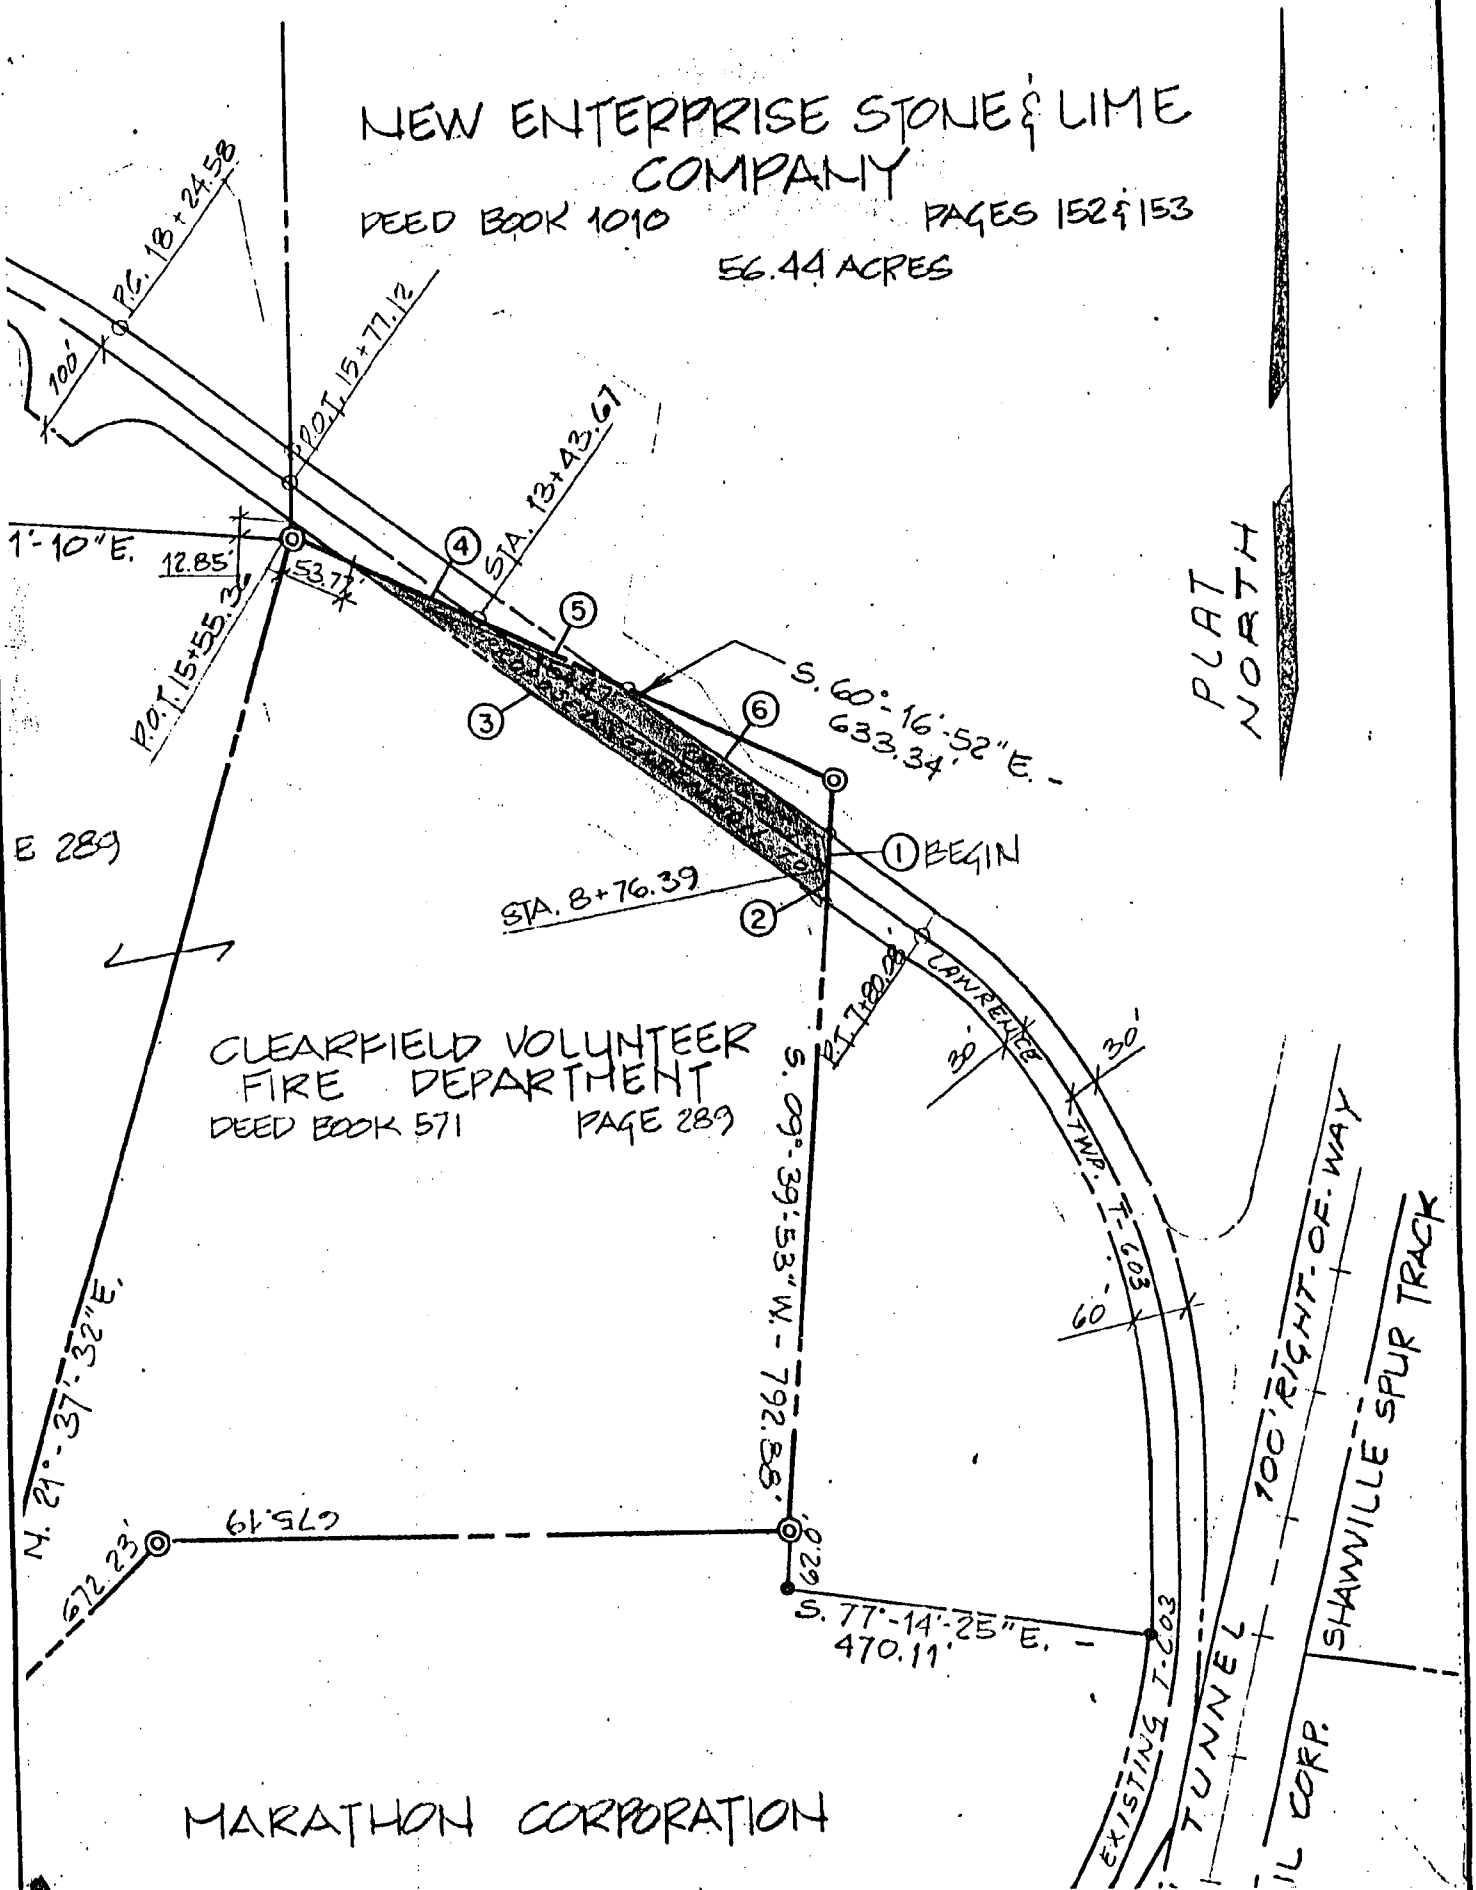 NEW ENTERPRISE STONE & LIME
COMPANY
DEED BOOK 1010 PAGES 152 & 153
56.44 ACRES
P.C. 18+24.58
100'
P.O.T. 15+77.12
STA. 13+43.67
1'-10"E.
12.85'
53.77'
P.O.T. 15+55.3
4
5
3
6
S. 60°-16'-52"E. -
633.34'
PLAT
NORTH
E 289
1 BEGIN
STA. 8+76.39
2
P.T. 7+80
CLEARFIELD VOLUNTEER
FIRE DEPARTMENT
DEED BOOK 571 PAGE 289
S. 09°-39'-53"W. - 792.88'
LAWRENCE TWP. T-603
30'
30'
60'
N. 21°-37'-32"E.
672.23'
675.19
62.0'
S. 77°-14'-25"E. -
470.11'
EXISTING
TUNNEL
100' RIGHT-OF-WAY
SHAWVILLE SPUR TRACK
IL CORP.
MARATHON CORPORATION